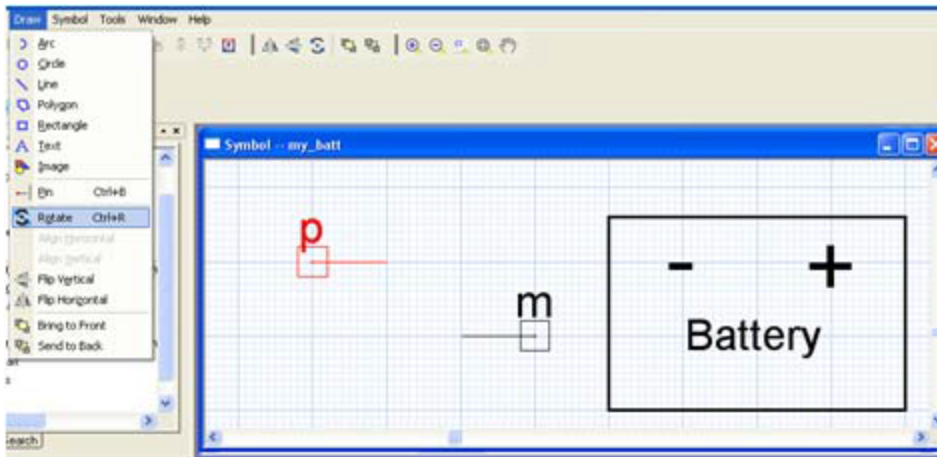 Draw Symbol Tools Window Help
Arc
Circle
Line
Polygon
Rectangle
Text
Image
Pin Ctrl+B
Rotate Ctrl+R
Align Horizontal
Align Vertical
Flip Vertical
Flip Horizontal
Bring to Front
Send to Back
Symbol -- my_batt
p
- +
m
Battery